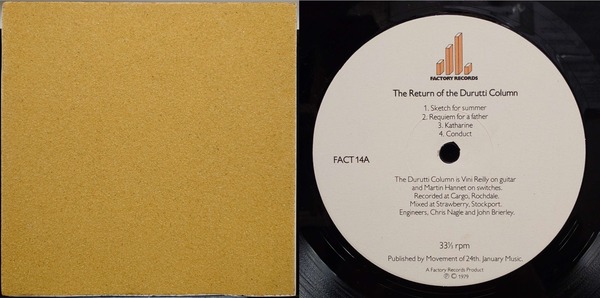 FACTORY RECORDS
The Return of the Durutti Column
1. Sketch for summer
2. Requiem for a father
3. Katharine
4. Conduct
FACT 14A
The Durutti Column is Vini Reilly on guitar
and Martin Hannet on switches.
Recorded at Cargo, Rochdale.
Mixed at Strawberry, Stockport.
Engineers, Chris Nagle and John Brierley.
33⅓ rpm
Published by Movement of 24th. January Music.
A Factory Records Product
Ⓟ © 1979